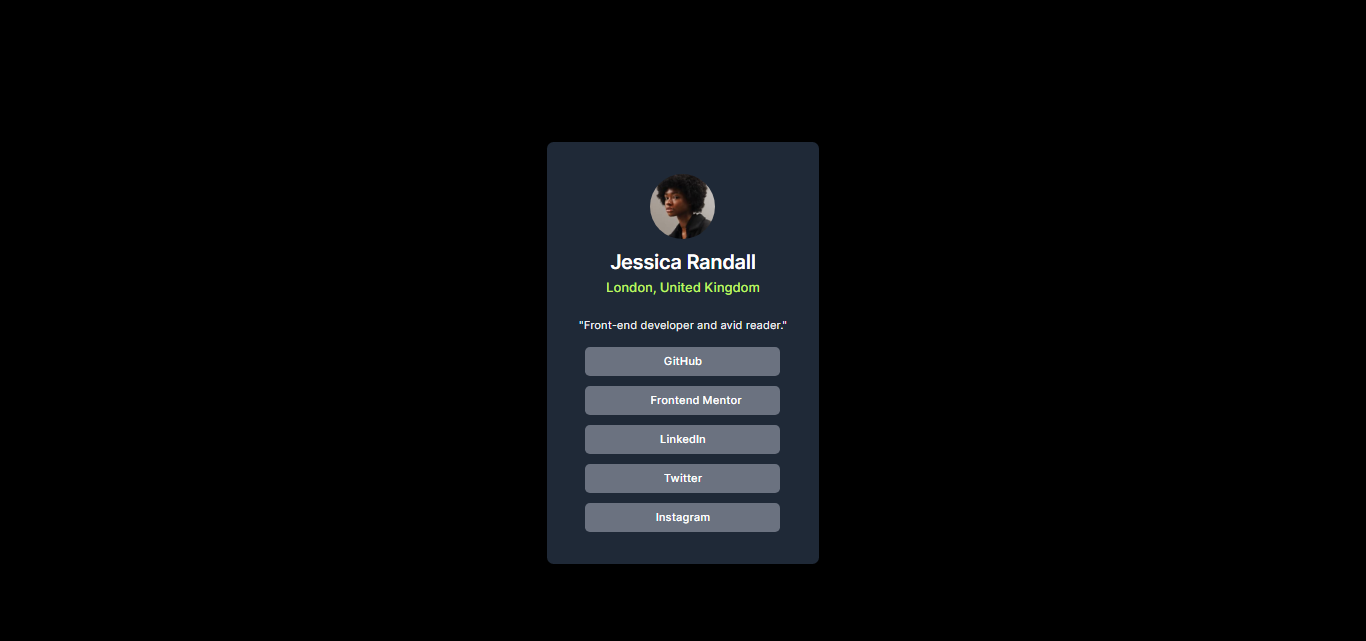 Jessica Randall
London, United Kingdom
"Front-end developer and avid reader."
GitHub
Frontend Mentor
LinkedIn
Twitter
Instagram